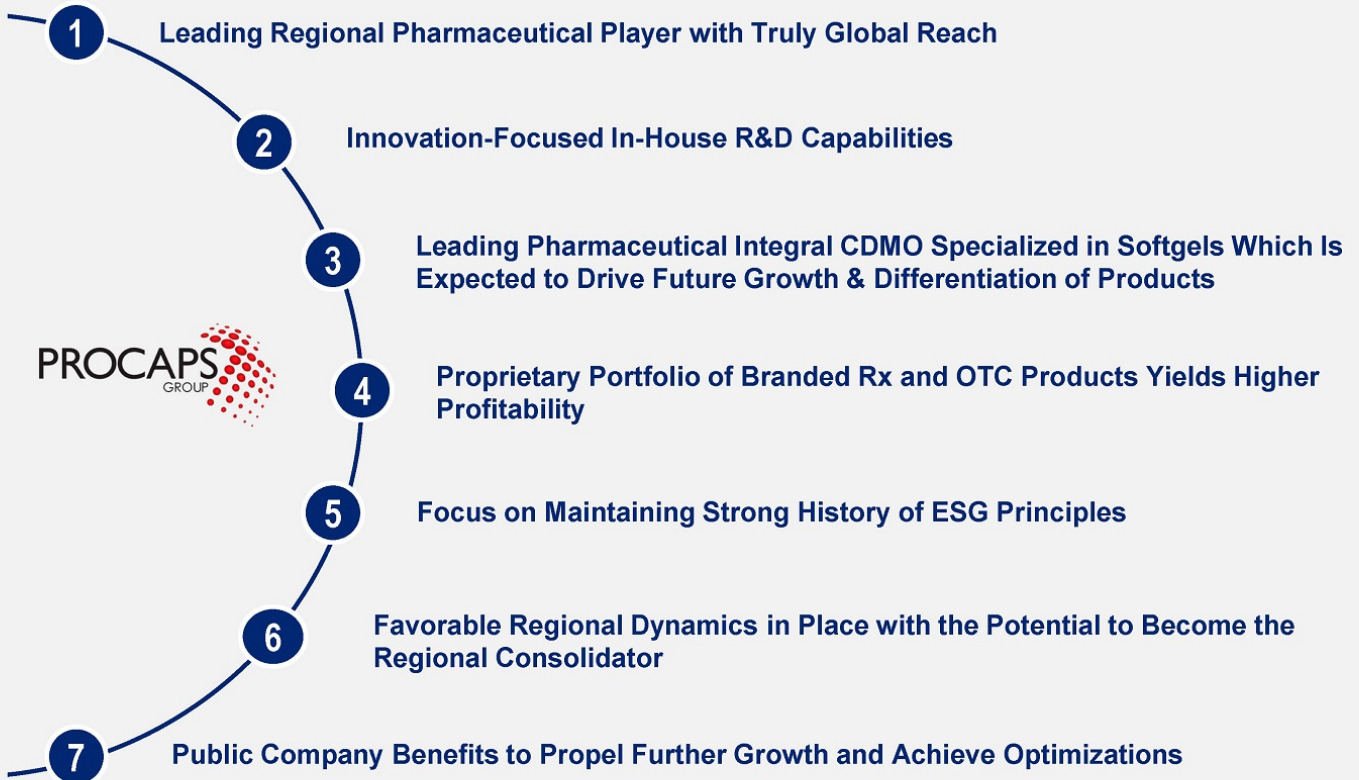 1
Leading Regional Pharmaceutical Player with Truly Global Reach
2
Innovation-Focused In-House R&D Capabilities
3
Leading Pharmaceutical Integral CDMO Specialized in Softgels Which Is
Expected to Drive Future Growth & Differentiation of Products
PROCAPS
GROUP
4
Proprietary Portfolio of Branded Rx and OTC Products Yields Higher
Profitability
5
Focus on Maintaining Strong History of ESG Principles
6
Favorable Regional Dynamics in Place with the Potential to Become the
Regional Consolidator
7
Public Company Benefits to Propel Further Growth and Achieve Optimizations